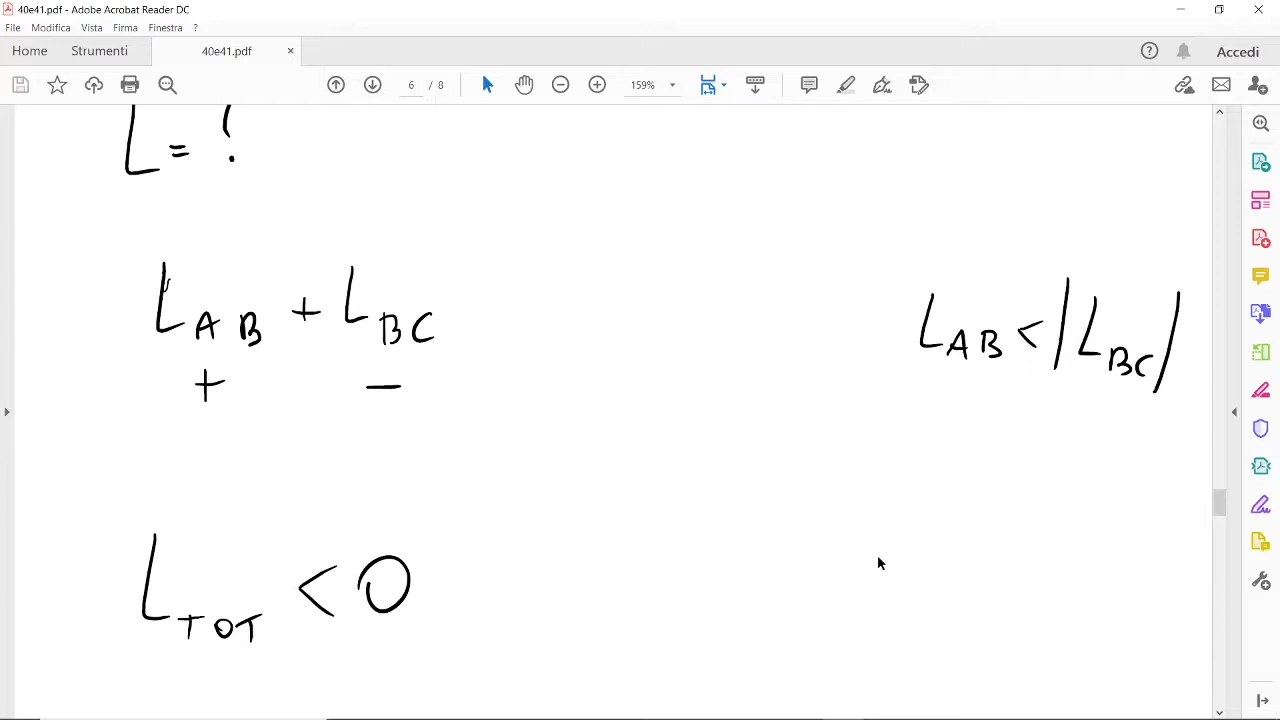 40e41.pdf - Adobe Acrobat Reader DC
File Modifica Vista Firma Finestra ?
Home Strumenti 40e41.pdf × Accedi
6 / 8 159%
L = ?
L_AB + L_BC
+ −
L_AB < |L_BC|
L_TOT < 0